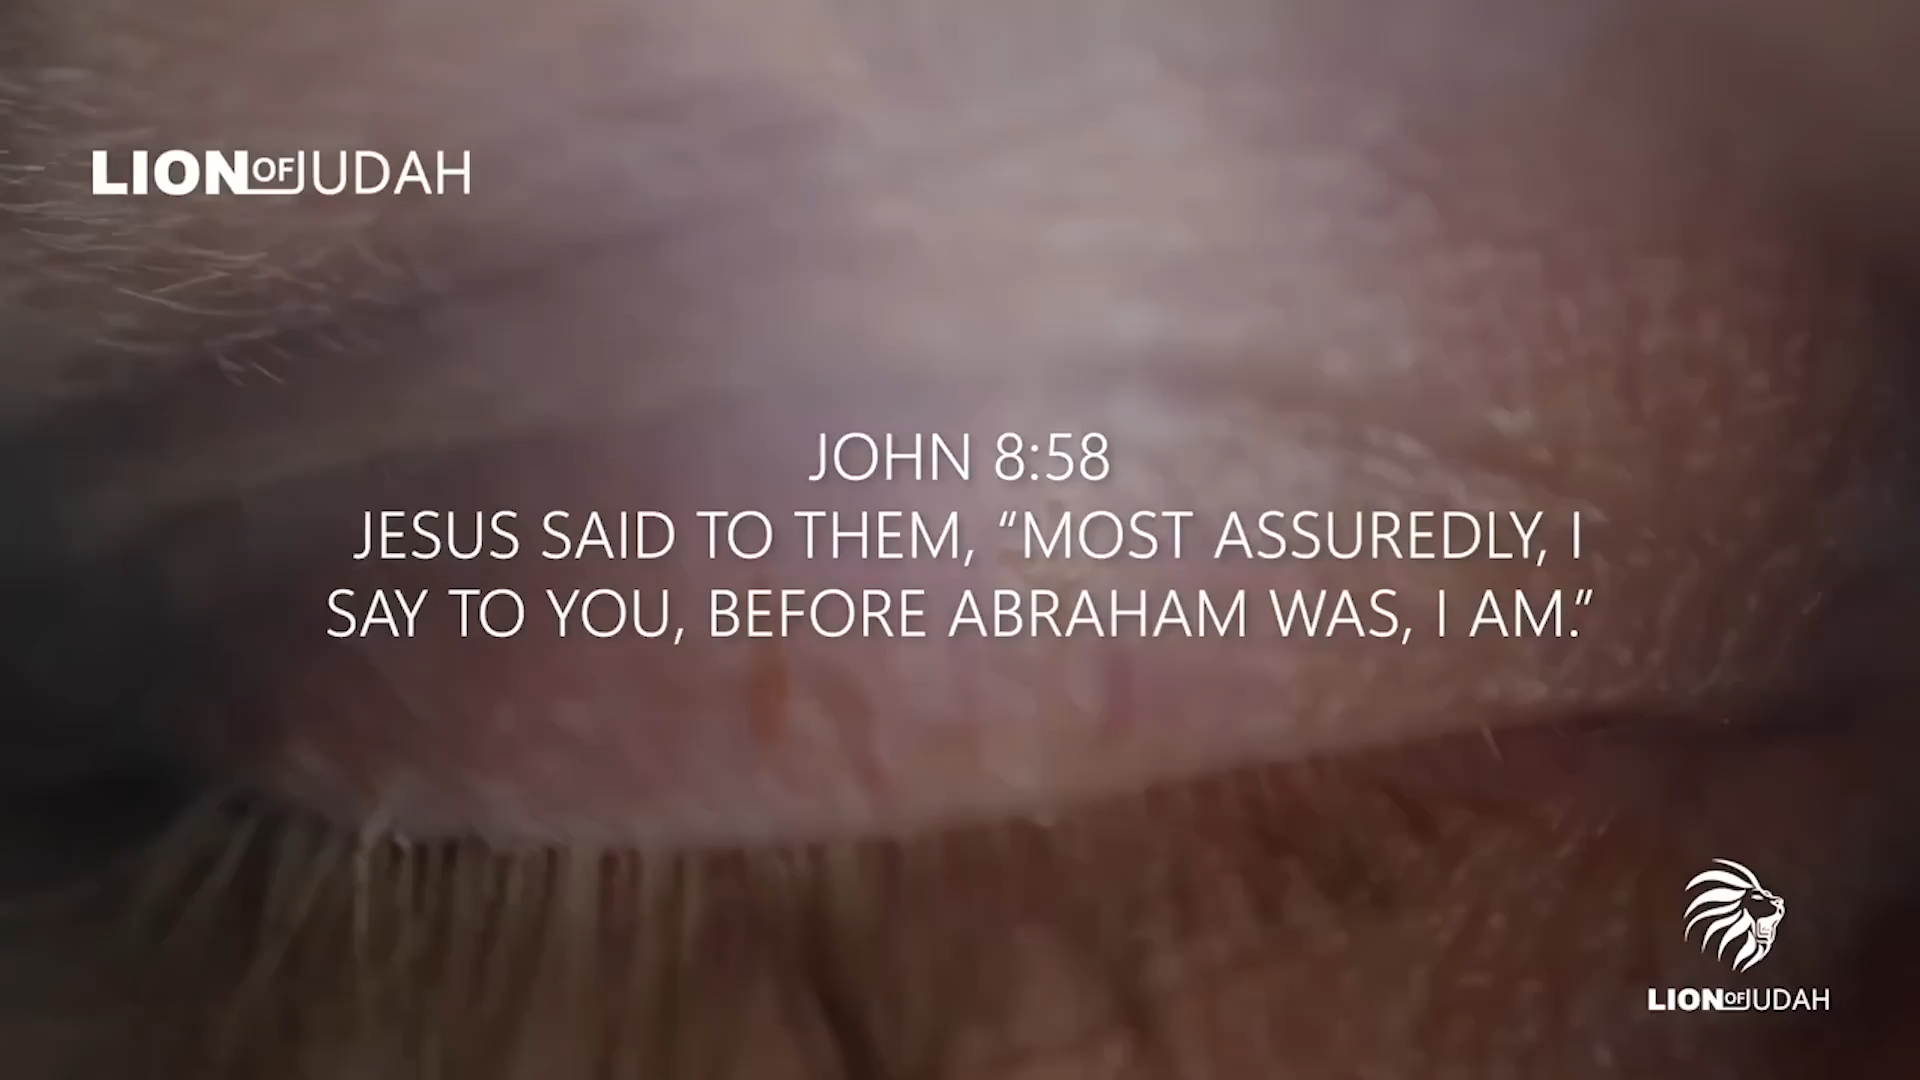 LION OF JUDAH
JOHN 8:58
JESUS SAID TO THEM, “MOST ASSUREDLY, I
SAY TO YOU, BEFORE ABRAHAM WAS, I AM.”
LION OF JUDAH